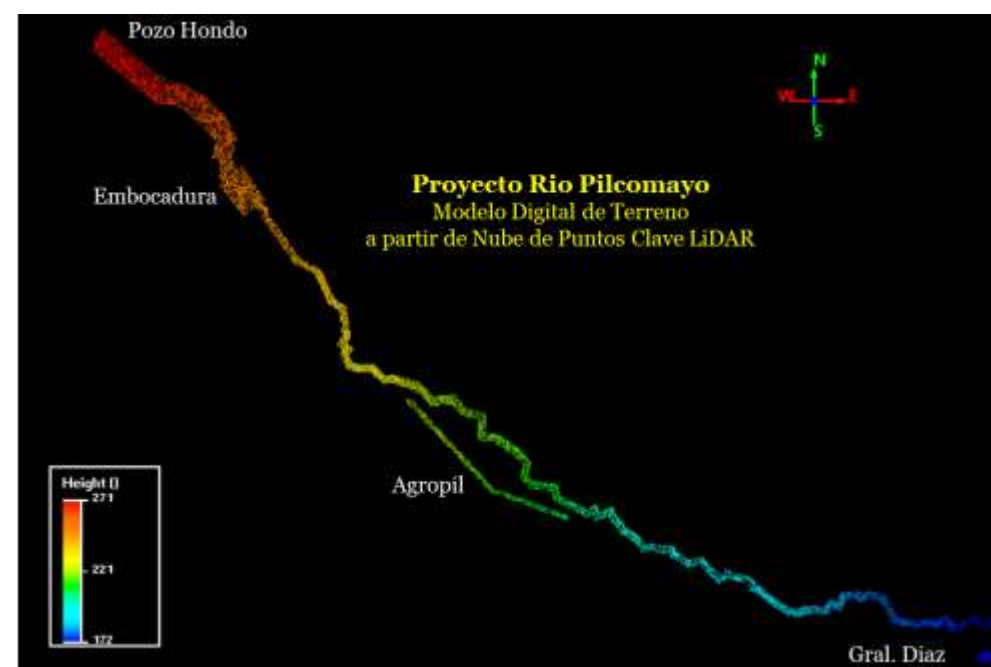 Pozo Hondo
N
W
E
S
Embocadura
Proyecto Rio Pilcomayo
Modelo Digital de Terreno
a partir de Nube de Puntos Clave LiDAR
Agropil
Height ()
271
221
172
Gral. Diaz